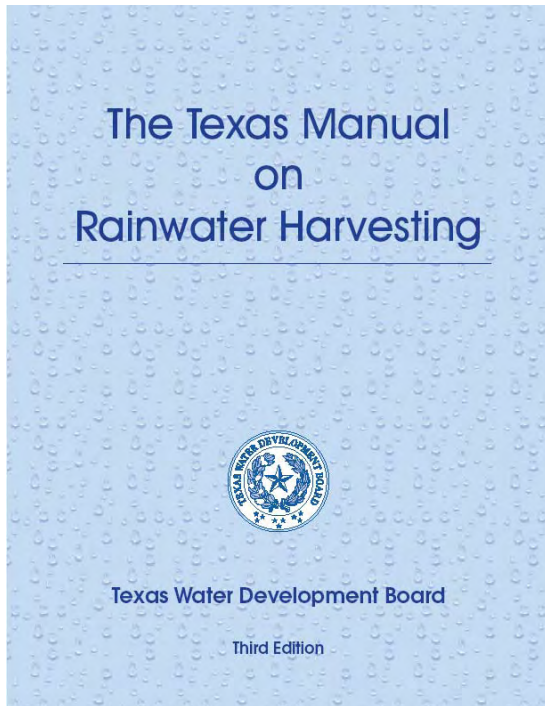 The Texas Manual
on
Rainwater Harvesting
TEXAS WATER DEVELOPMENT BOARD
Texas Water Development Board
Third Edition